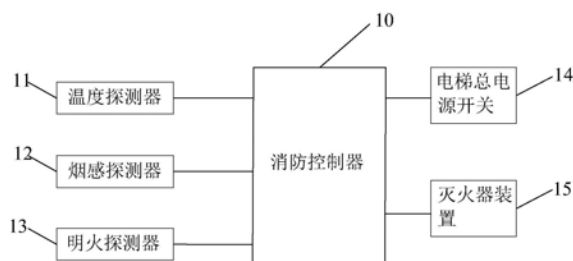 10
11
温度探测器
电梯总电
源开关
14
12
烟感探测器
消防控制器
13
明火探测器
灭火器装
置
15